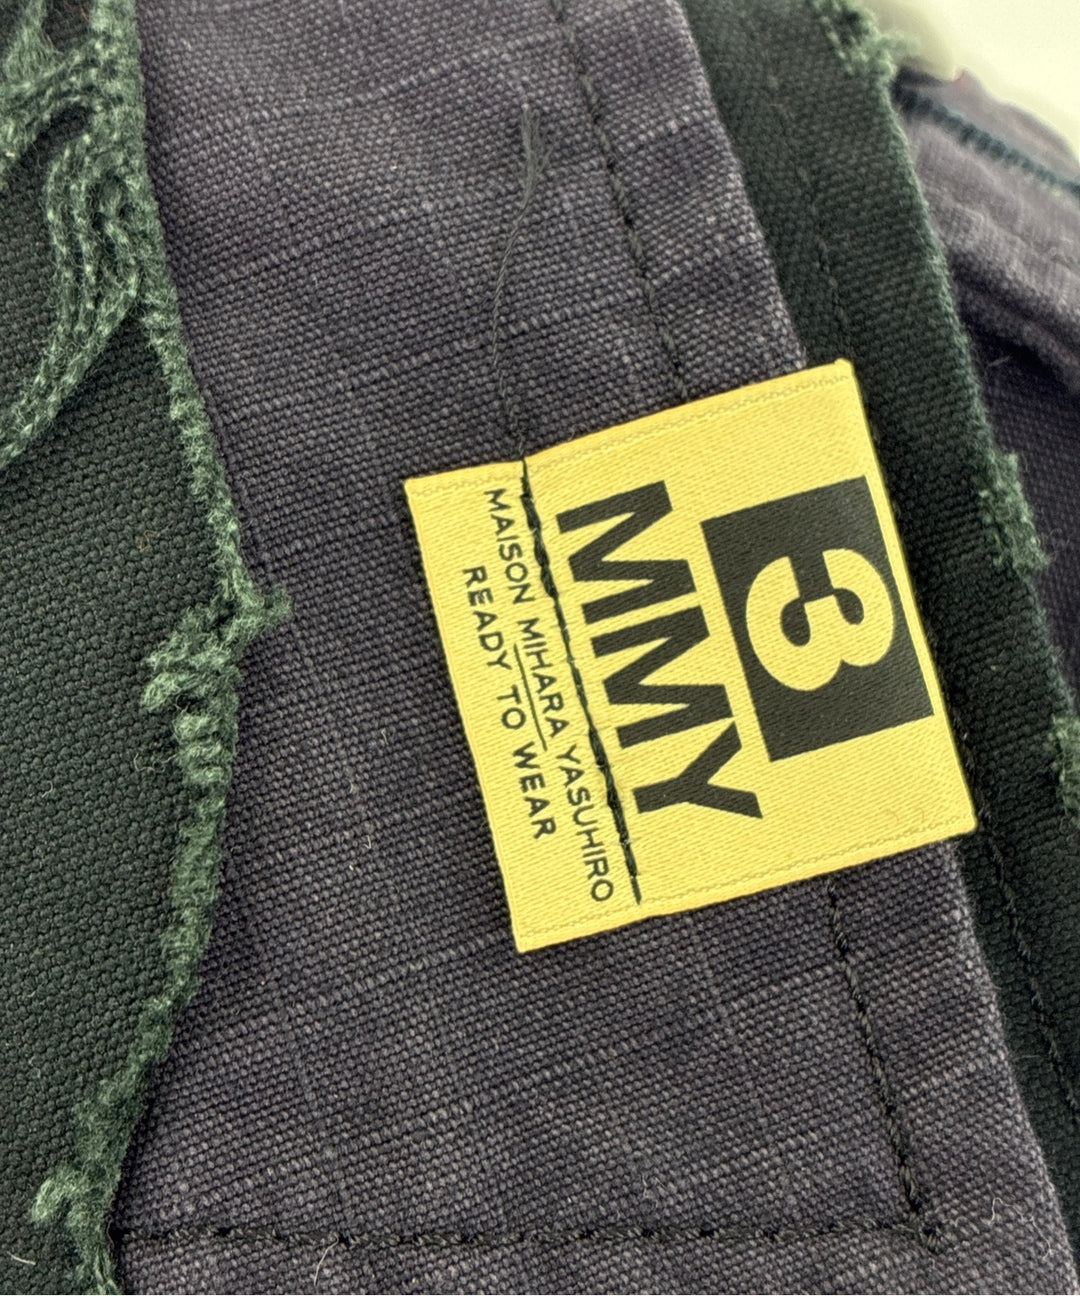 3
MMY
MAISON MIHARA YASUHIRO
READY TO WEAR